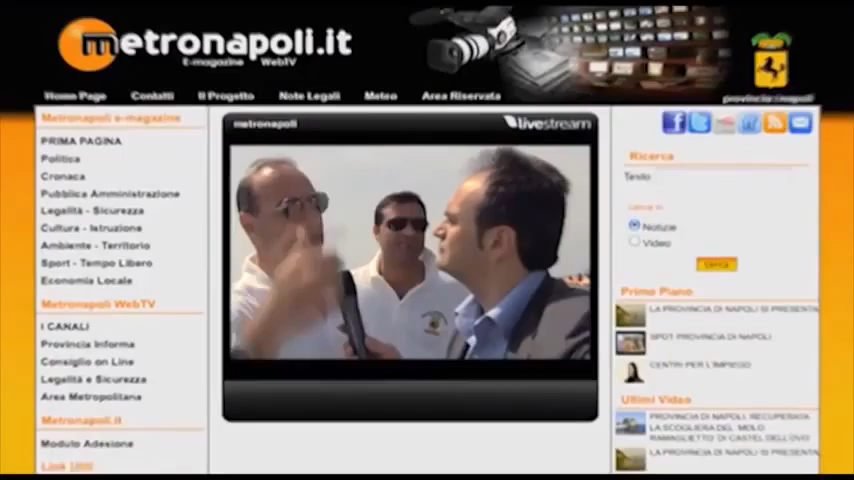 metronapoli.it
E-magazine WebTV
provincia di napoli
Home Page Contatti Il Progetto Note Legali Meteo Area Riservata
Metronapoli e-magazine
PRIMA PAGINA
Politica
Cronaca
Pubblica Amministrazione
Legalità - Sicurezza
Cultura - Istruzione
Ambiente - Territorio
Sport - Tempo Libero
Economia Locale
Metronapoli WebTV
I CANALI
Provincia Informa
Consiglio on Line
Legalità e Sicurezza
Area Metropolitana
Metronapoli.it
Modulo Adesione
Link Utili
metronapoli
livestream
Ricerca
Testo
Notizie
Video
Primo Piano
LA PROVINCIA DI NAPOLI SI PRESENTA
SPOT PROVINCIA DI NAPOLI
CENTRI PER L'IMPIEGO
Ultimi Video
PROVINCIA DI NAPOLI, RECUPERATA
LA SCOGLIERA DEL 'MOLO
RAMAGLIETTO' DI CASTEL DELL'OVO
LA PROVINCIA DI NAPOLI SI PRESENTA